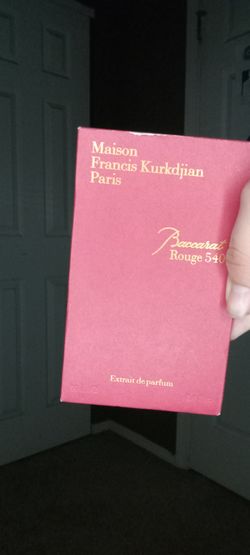 Maison
Francis Kurkdjian
Paris
Baccarat
Rouge 540
Extrait de parfum